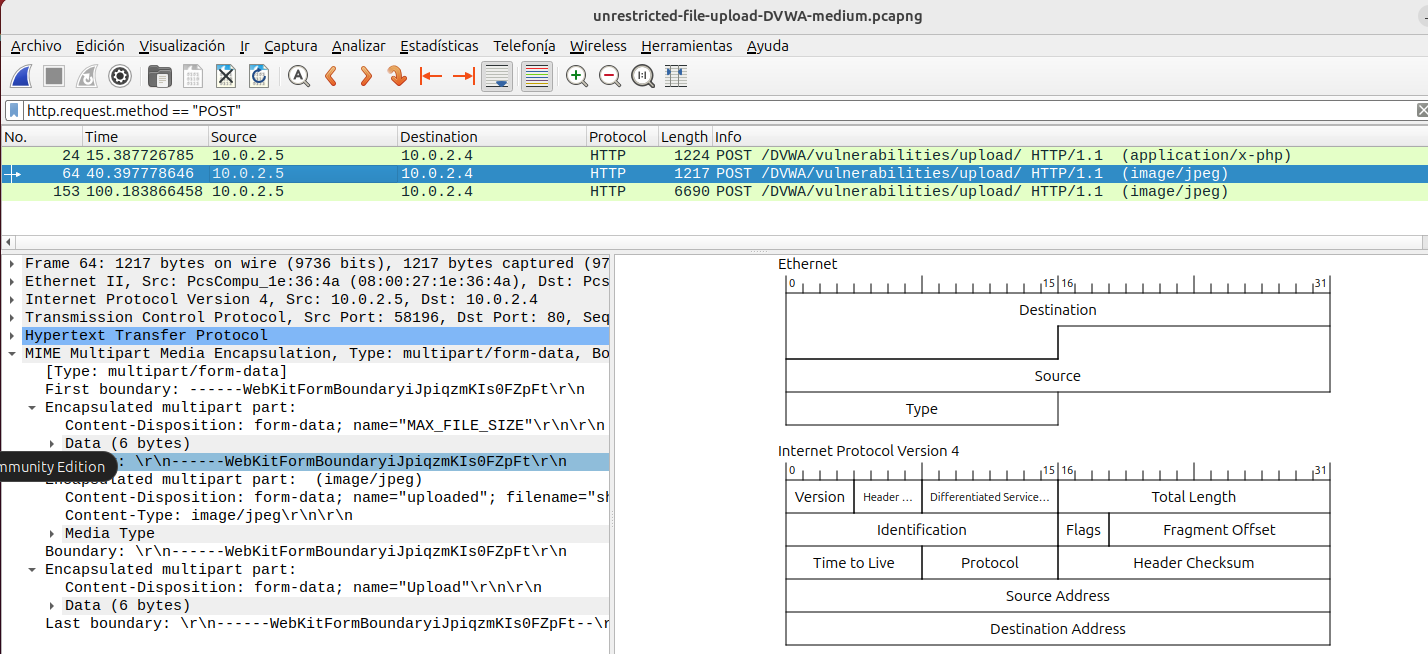 unrestricted-file-upload-DVWA-medium.pcapng
Archivo Edición Visualización Ir Captura Analizar Estadísticas Telefonía Wireless Herramientas Ayuda
http.request.method == "POST"
No. Time Source Destination Protocol Length Info
24 15.387726785 10.0.2.5 10.0.2.4 HTTP 1224 POST /DVWA/vulnerabilities/upload/ HTTP/1.1 (application/x-php)
64 40.397778646 10.0.2.5 10.0.2.4 HTTP 1217 POST /DVWA/vulnerabilities/upload/ HTTP/1.1 (image/jpeg)
153 100.183866458 10.0.2.5 10.0.2.4 HTTP 6690 POST /DVWA/vulnerabilities/upload/ HTTP/1.1 (image/jpeg)
Frame 64: 1217 bytes on wire (9736 bits), 1217 bytes captured (97
Ethernet II, Src: PcsCompu_1e:36:4a (08:00:27:1e:36:4a), Dst: Pcs
Internet Protocol Version 4, Src: 10.0.2.5, Dst: 10.0.2.4
Transmission Control Protocol, Src Port: 58196, Dst Port: 80, Seq
Hypertext Transfer Protocol
MIME Multipart Media Encapsulation, Type: multipart/form-data, Bo
[Type: multipart/form-data]
First boundary: ------WebKitFormBoundaryiJpiqzmKIs0FZpFt\r\n
Encapsulated multipart part:
Content-Disposition: form-data; name="MAX_FILE_SIZE"\r\n\r\n
Data (6 bytes)
: \r\n------WebKitFormBoundaryiJpiqzmKIs0FZpFt\r\n
mmunity Edition
Encapsulated multipart part: (image/jpeg)
Content-Disposition: form-data; name="uploaded"; filename="sh
Content-Type: image/jpeg\r\n\r\n
Media Type
Boundary: \r\n------WebKitFormBoundaryiJpiqzmKIs0FZpFt\r\n
Encapsulated multipart part:
Content-Disposition: form-data; name="Upload"\r\n\r\n
Data (6 bytes)
Last boundary: \r\n------WebKitFormBoundaryiJpiqzmKIs0FZpFt--\r
Ethernet
0 15 16 31
Destination
Source
Type
Internet Protocol Version 4
0 15 16 31
Version Header ... Differentiated Service... Total Length
Identification Flags Fragment Offset
Time to Live Protocol Header Checksum
Source Address
Destination Address